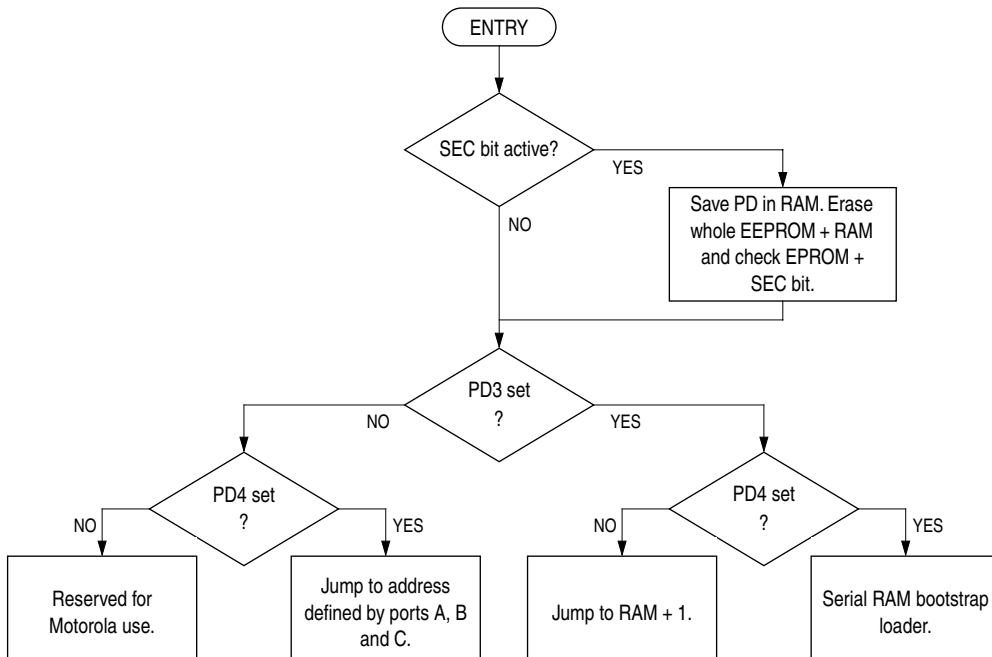 ENTRY
SEC bit active?
YES
NO
Save PD in RAM. Erase
whole EEPROM + RAM
and check EPROM +
SEC bit.
PD3 set
?
NO
YES
PD4 set
?
NO
YES
PD4 set
?
NO
YES
Reserved for
Motorola use.
Jump to address
defined by ports A, B
and C.
Jump to RAM + 1.
Serial RAM bootstrap
loader.